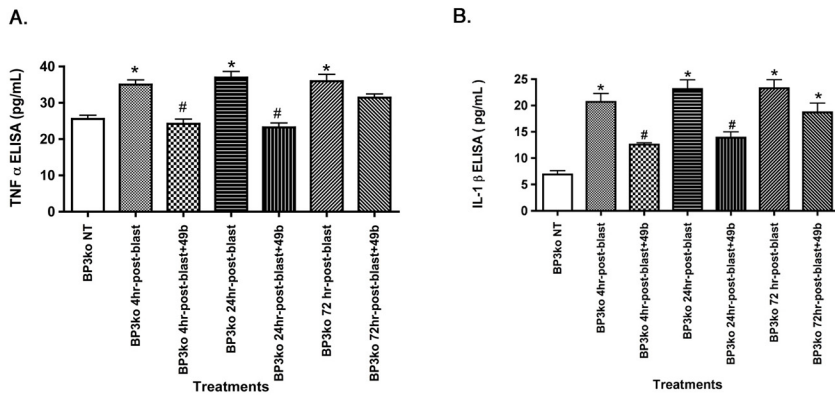 A.
TNF α ELISA (pg/mL)
40
30
20
10
0
*
#
*
#
*
BP3ko NT
BP3ko 4hr-post-blast
BP3ko 4hr-post-blast+49b
BP3ko 24hr-post-blast
BP3ko 24hr-post-blast+49b
BP3ko 72 hr-post-blast
BP3ko 72hr-post-blast+49b
Treatments
B.
IL-1 β ELISA ( pg/mL )
25
20
15
10
5
0
*
#
*
#
*
*
BP3ko NT
BP3ko 4hr-post-blast
BP3ko 4hr-post-blast+49b
BP3ko 24hr-post-blast
BP3ko 24hr-post-blast+49b
BP3ko 72 hr-post-blast
BP3ko 72hr-post-blast+49b
Treatments